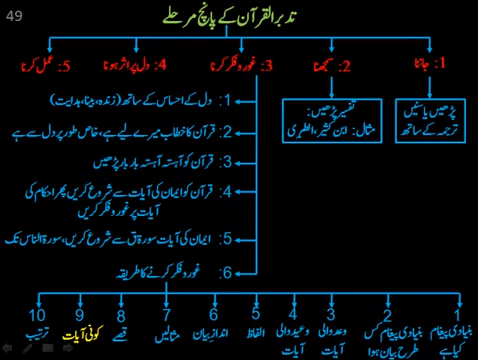 49
تدبر القرآن کے پانچ مرحلے
1: جاننا
2: سمجھنا
3: غور و فکر کرنا
4: دل پر اثر ہونا
5: عمل کرنا
پڑھیں یا سنیں
ترجمہ کے ساتھ
تفسیر پڑھیں:
مثال: ابن کثیر، الطبری
1: دل کے احساس کے ساتھ (زندہ، بینا، ہدایت)
2: قرآن کا خطاب میرے لیے ہے، خاص طور پر دل سے ہے
3: قرآن کو آہستہ آہستہ بار بار پڑھیں
4: قرآن کو ایمان کی آیات سے شروع کریں پھر احکام کی
آیات پر غور و فکر کریں
5: ایمان کی آیات سورۃ ق سے شروع کریں، سورۃ الناس تک
6: غور و فکر کرنے کا طریقہ
1
بنیادی پیغام
کیا ہے
2
بنیادی پیغام کس
طرح بیان ہوا
3
وعد والی
آیات
4
وعید والی
آیات
5
الفاظ
6
انداز بیان
7
مثالیں
8
قصے
9
کونی آیات
10
ترتیب